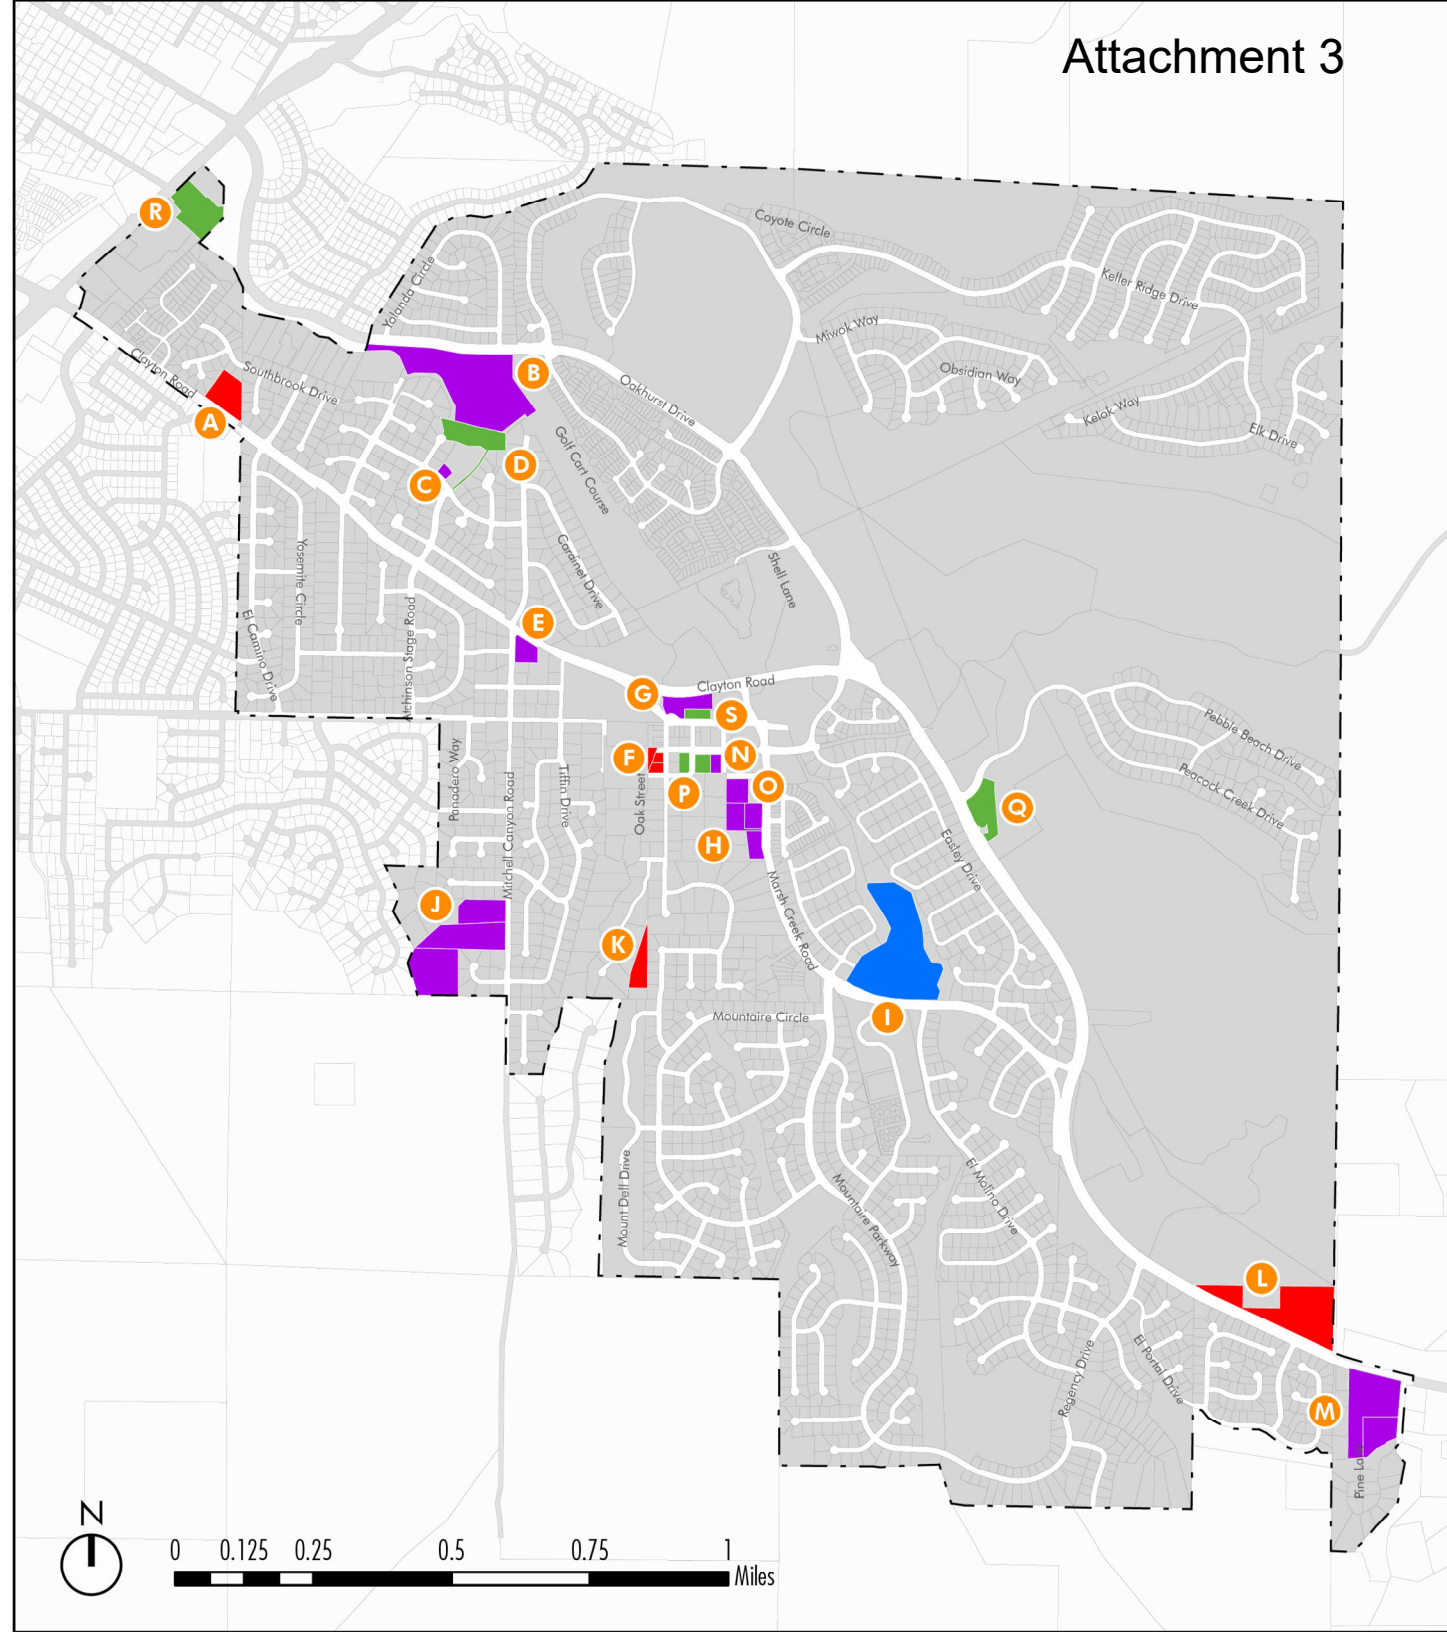 Attachment 3
R
Coyote Circle
Yolanda Circle
Keller Ridge Drive
Miwok Way
Clayton Road
Southbrook Drive
B
Oakhurst Drive
Obsidian Way
A
Kelok Way
Elk Drive
Golf Cart Course
D
C
Yosemite Circle
Cardinet Drive
Shell Lane
El Camino Drive
Atchinson Stage Road
E
G
Clayton Road
S
Pebble Beach Drive
F
N
Peacock Creek Drive
Panadero Way
Mitchell Canyon Road
Tiffin Drive
Oak Street
P
O
Q
H
Easley Drive
J
Marsh Creek Road
K
I
Mountaire Circle
Mount Dell Drive
Mountaire Parkway
El Molino Drive
L
Regency Drive
El Portal Drive
M
Pine Lane
N
0 0.125 0.25 0.5 0.75 1
Miles